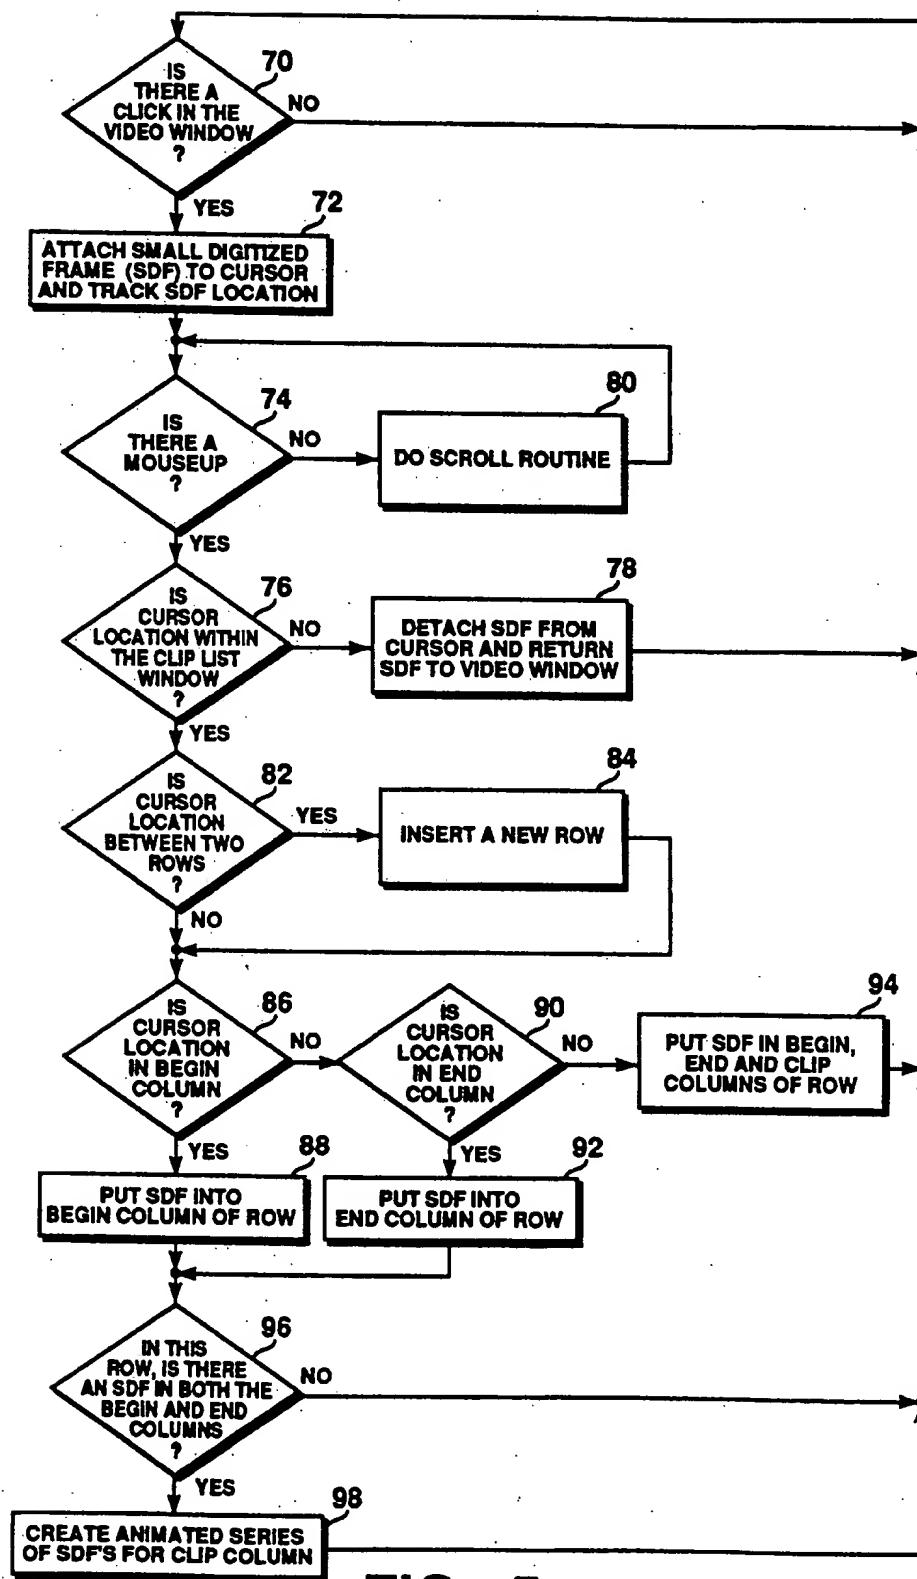 IS
THERE A
CLICK IN THE
VIDEO WINDOW
?
70
NO
YES
72
ATTACH SMALL DIGITIZED
FRAME (SDF) TO CURSOR
AND TRACK SDF LOCATION
IS
THERE A
MOUSEUP
?
74
NO
YES
80
DO SCROLL ROUTINE
IS
CURSOR
LOCATION WITHIN
THE CLIP LIST
WINDOW
?
76
NO
YES
78
DETACH SDF FROM
CURSOR AND RETURN
SDF TO VIDEO WINDOW
IS
CURSOR
LOCATION
BETWEEN TWO
ROWS
?
82
YES
NO
84
INSERT A NEW ROW
IS
CURSOR
LOCATION
IN BEGIN
COLUMN
?
86
NO
YES
IS
CURSOR
LOCATION
IN END
COLUMN
?
90
NO
YES
94
PUT SDF IN BEGIN,
END AND CLIP
COLUMNS OF ROW
88
PUT SDF INTO
BEGIN COLUMN OF ROW
92
PUT SDF INTO
END COLUMN OF ROW
IN THIS
ROW, IS THERE
AN SDF IN BOTH THE
BEGIN AND END
COLUMNS
?
96
NO
YES
98
CREATE ANIMATED SERIES
OF SDF'S FOR CLIP COLUMN